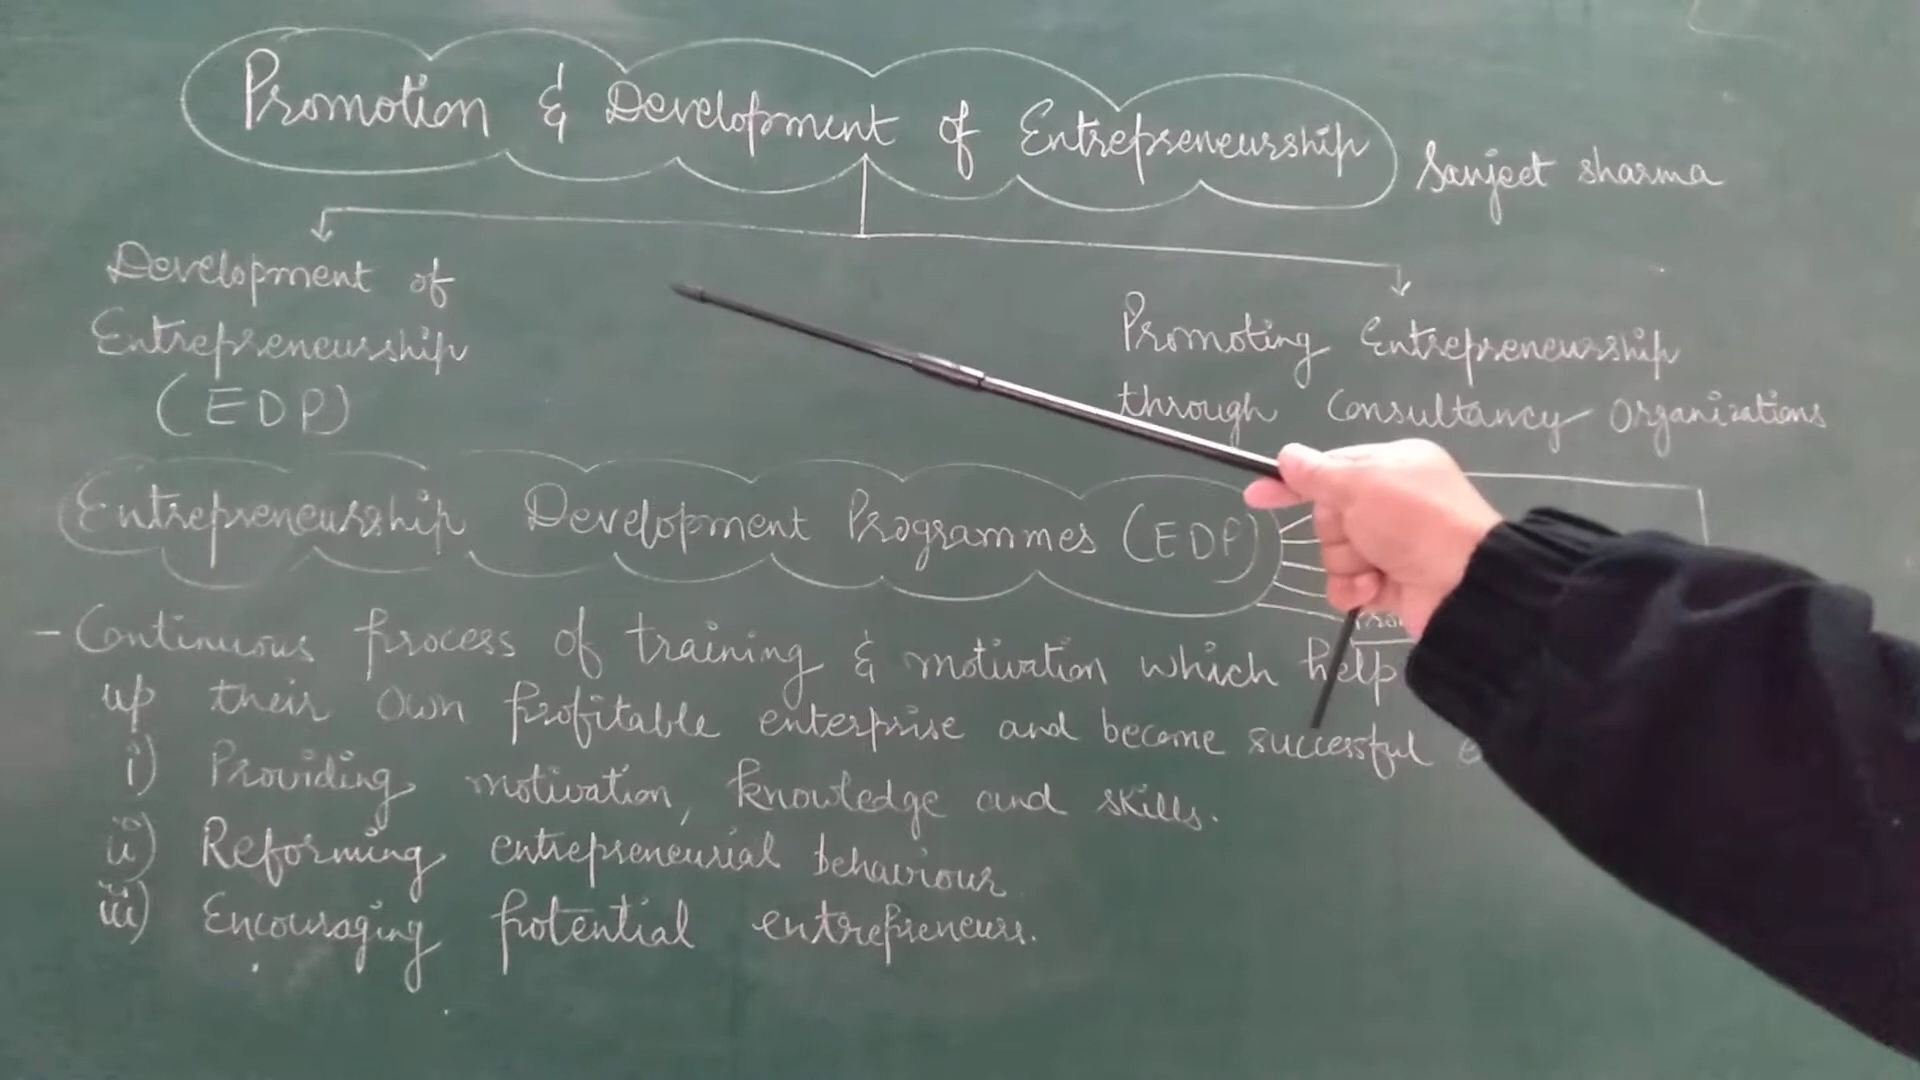 Promotion & Development of Entrepreneurship
Sanjeet sharma
Development of
Entrepreneurship
(EDP)
Promoting Entrepreneurship
through Consultancy Organizations
Entrepreneurship Development Programmes (EDP)
- Continuous process of training & motivation which help
up their own profitable enterprise and become successful
i) Providing motivation, knowledge and skills.
ii) Reforming entrepreneurial behaviour
iii) Encouraging potential entrepreneurs.